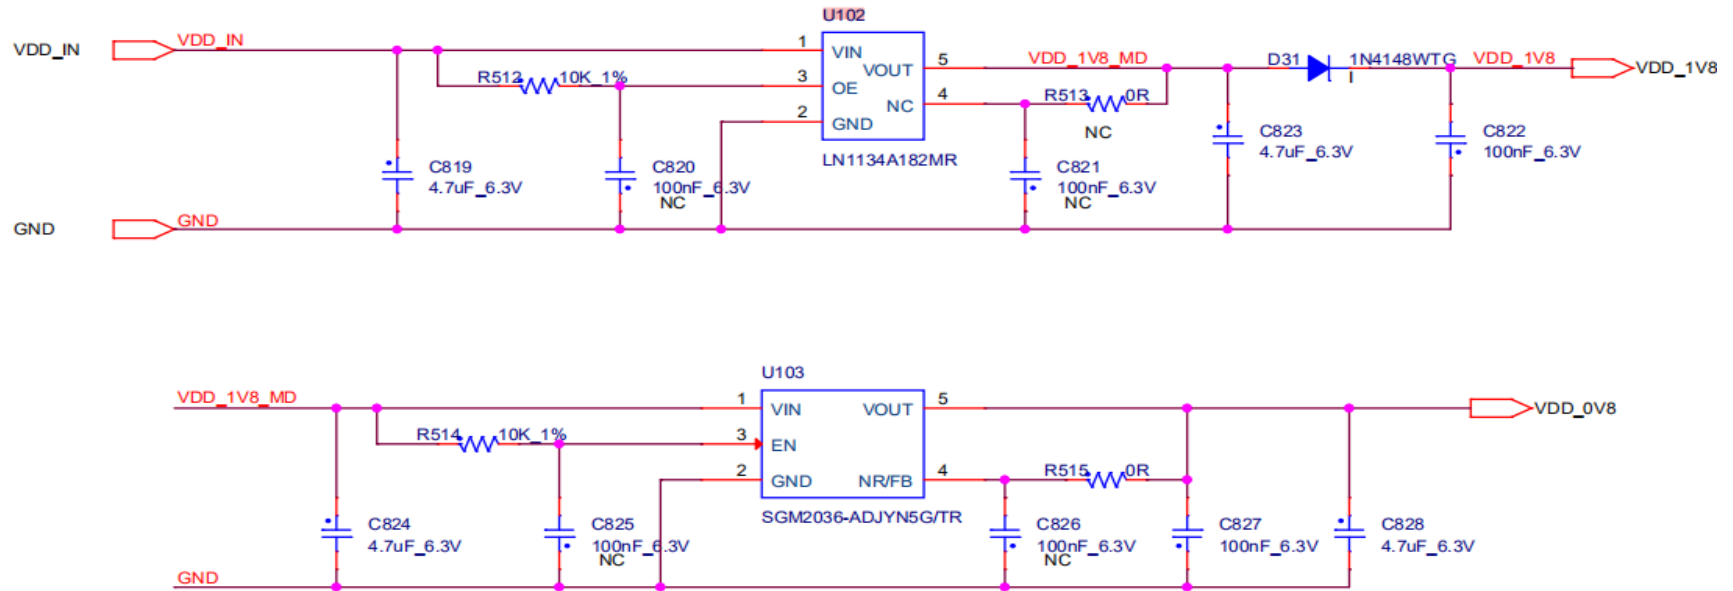 U102
VDD_IN
VDD_IN
1
VIN
R512
10K_1%
3
OE
2
GND
VOUT
5
NC
4
LN1134A182MR
VDD_1V8_MD
R513
0R
NC
D31
1N4148WTG
VDD_1V8
VDD_1V8
C819
4.7uF_6.3V
C820
100nF_6.3V
NC
C821
100nF_6.3V
NC
C823
4.7uF_6.3V
C822
100nF_6.3V
GND
GND
U103
VDD_1V8_MD
1
VIN
R514
10K_1%
3
EN
2
GND
VOUT
5
NR/FB
4
SGM2036-ADJYN5G/TR
R515
0R
VDD_0V8
C824
4.7uF_6.3V
C825
100nF_6.3V
NC
C826
100nF_6.3V
NC
C827
100nF_6.3V
C828
4.7uF_6.3V
GND